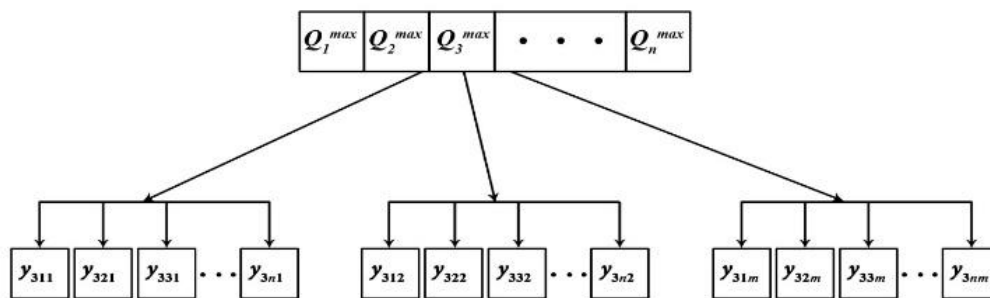 Q₁ᵐᵃˣ Q₂ᵐᵃˣ Q₃ᵐᵃˣ • • • Qₙᵐᵃˣ
y₃₁₁ y₃₂₁ y₃₃₁ • • • y₃ₙ₁ y₃₁₂ y₃₂₂ y₃₃₂ • • • y₃ₙ₂ y₃₁ₘ y₃₂ₘ y₃₃ₘ • • • y₃ₙₘ